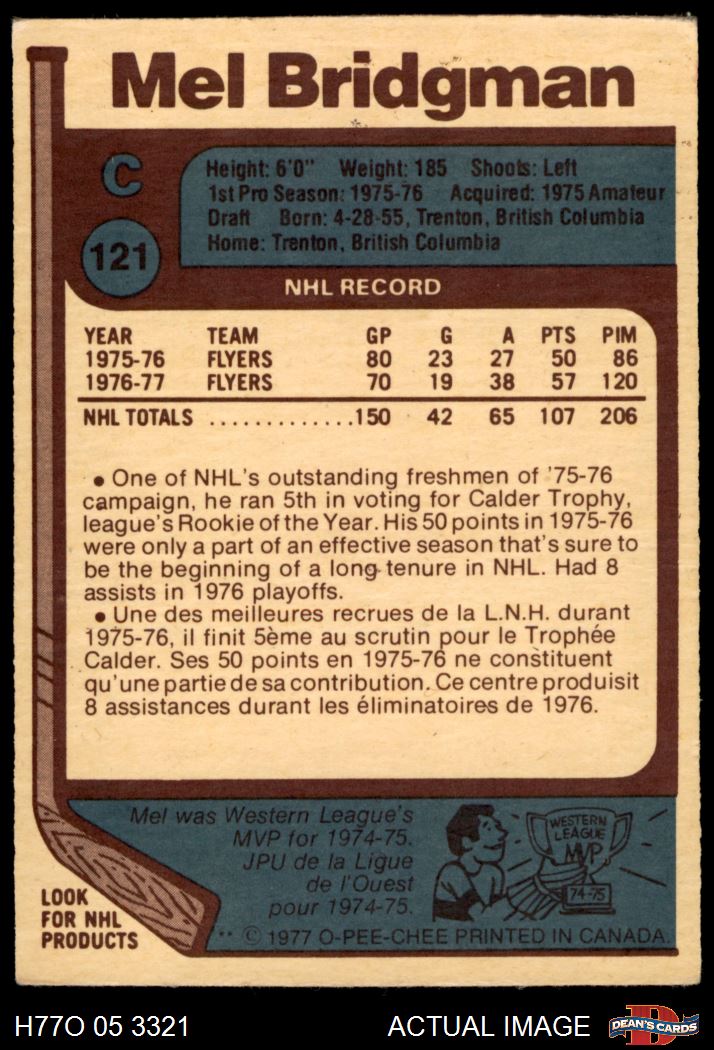 Mel Bridgman
C
121
Height: 6'0" Weight: 185 Shoots: Left
1st Pro Season: 1975-76 Acquired: 1975 Amateur
Draft Born: 4-28-55, Trenton, British Columbia
Home: Trenton, British Columbia
NHL RECORD
YEAR TEAM GP G A PTS PIM
1975-76 FLYERS 80 23 27 50 86
1976-77 FLYERS 70 19 38 57 120
NHL TOTALS .............150 42 65 107 206
• One of NHL's outstanding freshmen of '75-76
campaign, he ran 5th in voting for Calder Trophy,
league's Rookie of the Year. His 50 points in 1975-76
were only a part of an effective season that's sure to
be the beginning of a long tenure in NHL. Had 8
assists in 1976 playoffs.
• Une des meilleures recrues de la L.N.H. durant
1975-76, il finit 5ème au scrutin pour le Trophée
Calder. Ses 50 points en 1975-76 ne constituent
qu'une partie de sa contribution. Ce centre produisit
8 assistances durant les éliminatoires de 1976.
Mel was Western League's
MVP for 1974-75.
JPU de la Ligue
de l'Ouest
pour 1974-75.
WESTERN
LEAGUE
MVP
74-75
LOOK
FOR NHL
PRODUCTS
** © 1977 O-PEE-CHEE PRINTED IN CANADA.
H77O 05 3321 ACTUAL IMAGE
D
DEAN'S CARDS